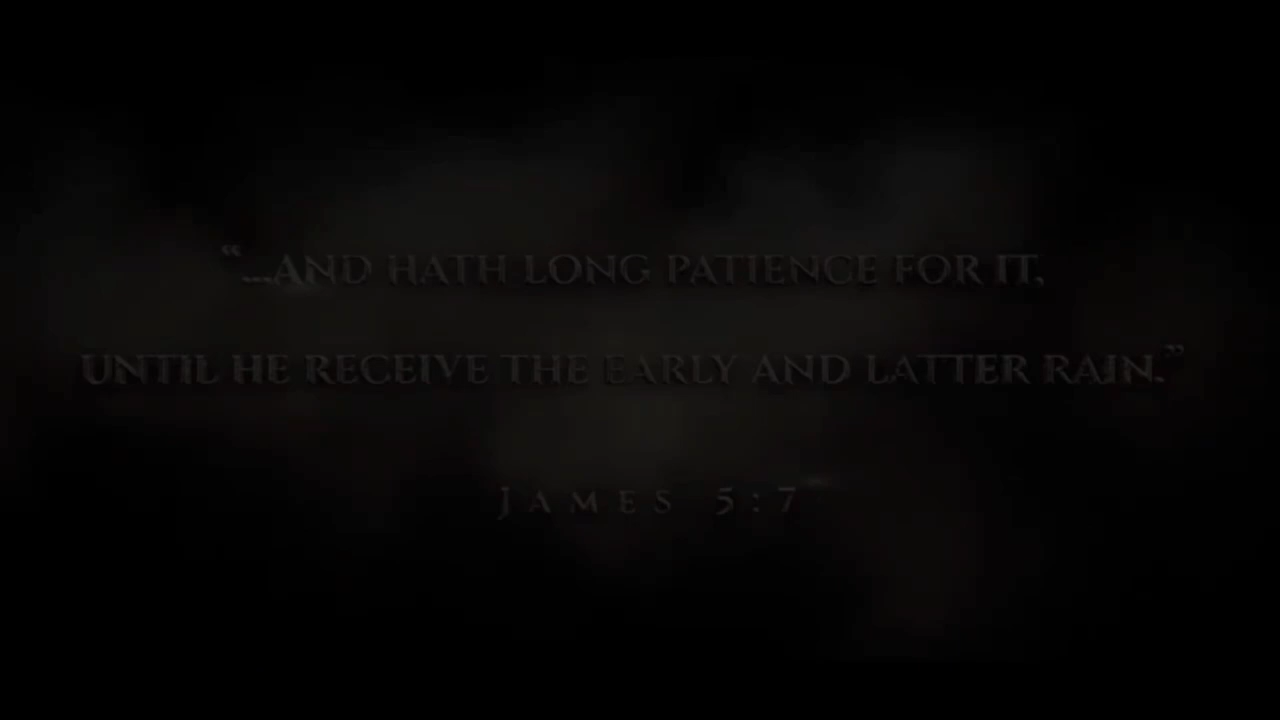 “...AND HATH LONG PATIENCE FOR IT,
UNTIL HE RECEIVE THE EARLY AND LATTER RAIN.”
JAMES 5:7